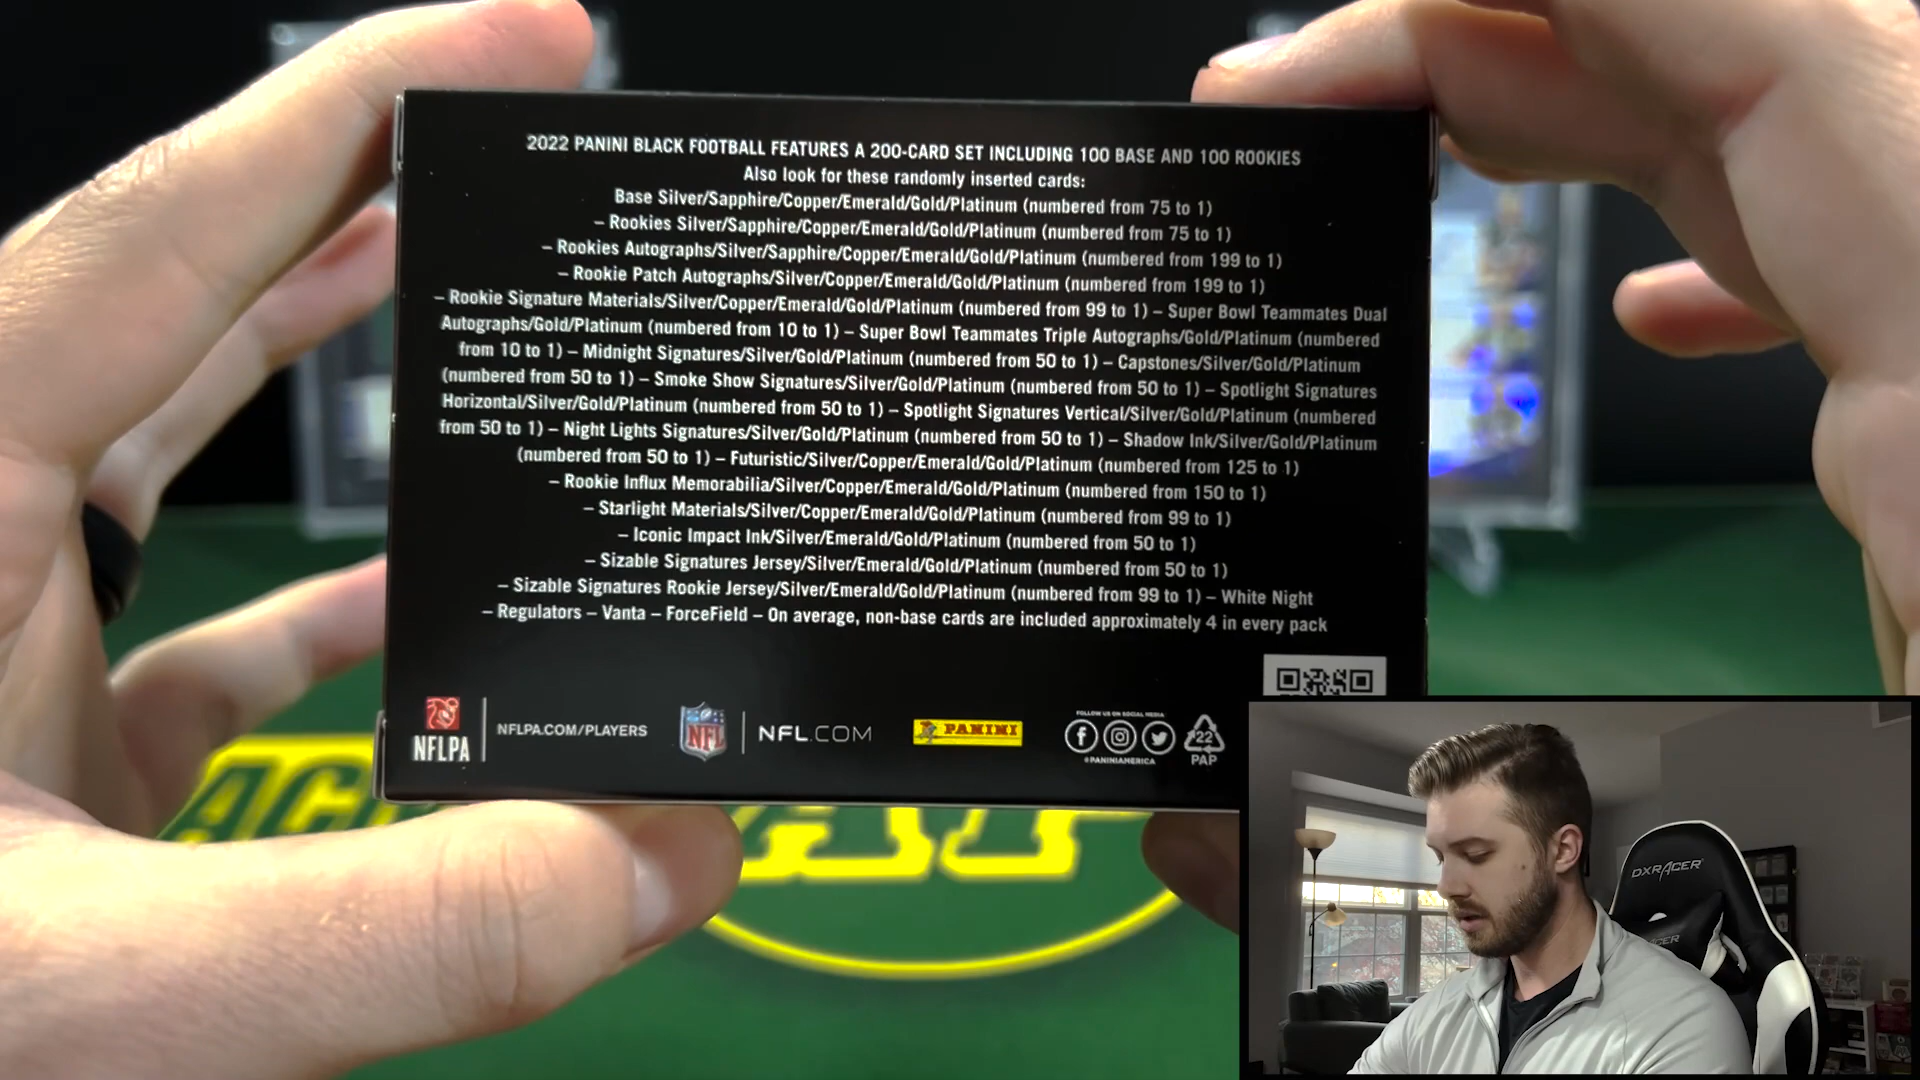 2022 PANINI BLACK FOOTBALL FEATURES A 200-CARD SET INCLUDING 100 BASE AND 100 ROOKIES
Also look for these randomly inserted cards:
Base Silver/Sapphire/Copper/Emerald/Gold/Platinum (numbered from 75 to 1)
– Rookies Silver/Sapphire/Copper/Emerald/Gold/Platinum (numbered from 75 to 1)
– Rookies Autographs/Silver/Sapphire/Copper/Emerald/Gold/Platinum (numbered from 199 to 1)
– Rookie Patch Autographs/Silver/Copper/Emerald/Gold/Platinum (numbered from 199 to 1)
– Rookie Signature Materials/Silver/Copper/Emerald/Gold/Platinum (numbered from 99 to 1) – Super Bowl Teammates Dual
Autographs/Gold/Platinum (numbered from 10 to 1) – Super Bowl Teammates Triple Autographs/Gold/Platinum (numbered
from 10 to 1) – Midnight Signatures/Silver/Gold/Platinum (numbered from 50 to 1) – Capstones/Silver/Gold/Platinum
(numbered from 50 to 1) – Smoke Show Signatures/Silver/Gold/Platinum (numbered from 50 to 1) – Spotlight Signatures
Horizontal/Silver/Gold/Platinum (numbered from 50 to 1) – Spotlight Signatures Vertical/Silver/Gold/Platinum (numbered
from 50 to 1) – Night Lights Signatures/Silver/Gold/Platinum (numbered from 50 to 1) – Shadow Ink/Silver/Gold/Platinum
(numbered from 50 to 1) – Futuristic/Silver/Copper/Emerald/Gold/Platinum (numbered from 125 to 1)
– Rookie Influx Memorabilia/Silver/Copper/Emerald/Gold/Platinum (numbered from 150 to 1)
– Starlight Materials/Silver/Copper/Emerald/Gold/Platinum (numbered from 99 to 1)
– Iconic Impact Ink/Silver/Emerald/Gold/Platinum (numbered from 50 to 1)
– Sizable Signatures Jersey/Silver/Emerald/Gold/Platinum (numbered from 50 to 1)
– Sizable Signatures Rookie Jersey/Silver/Emerald/Gold/Platinum (numbered from 99 to 1) – White Night
– Regulators – Vanta – ForceField – On average, non-base cards are included approximately 4 in every pack
NFLPA
NFLPA.COM/PLAYERS
NFL
NFL.COM
PANINI
FOLLOW US ON SOCIAL MEDIA
@PANINIAMERICA
22
PAP
DXRACER